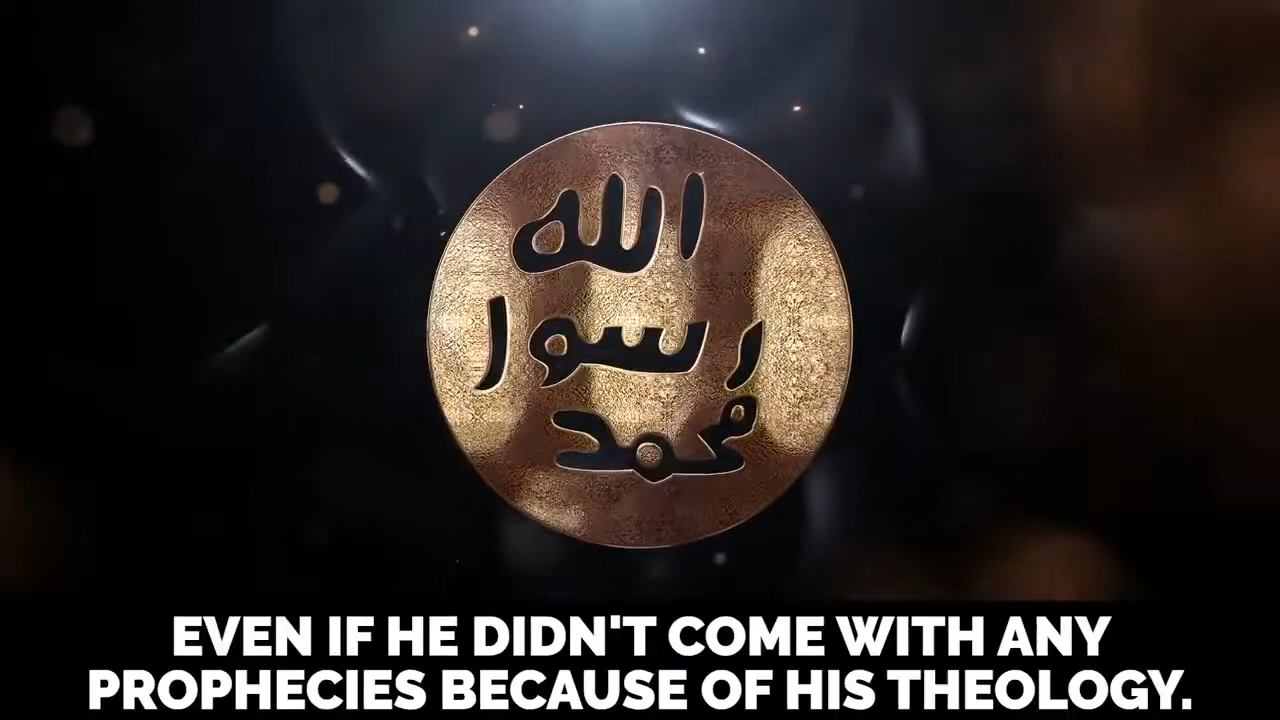 الله
رسول
محمد
EVEN IF HE DIDN'T COME WITH ANY
PROPHECIES BECAUSE OF HIS THEOLOGY.